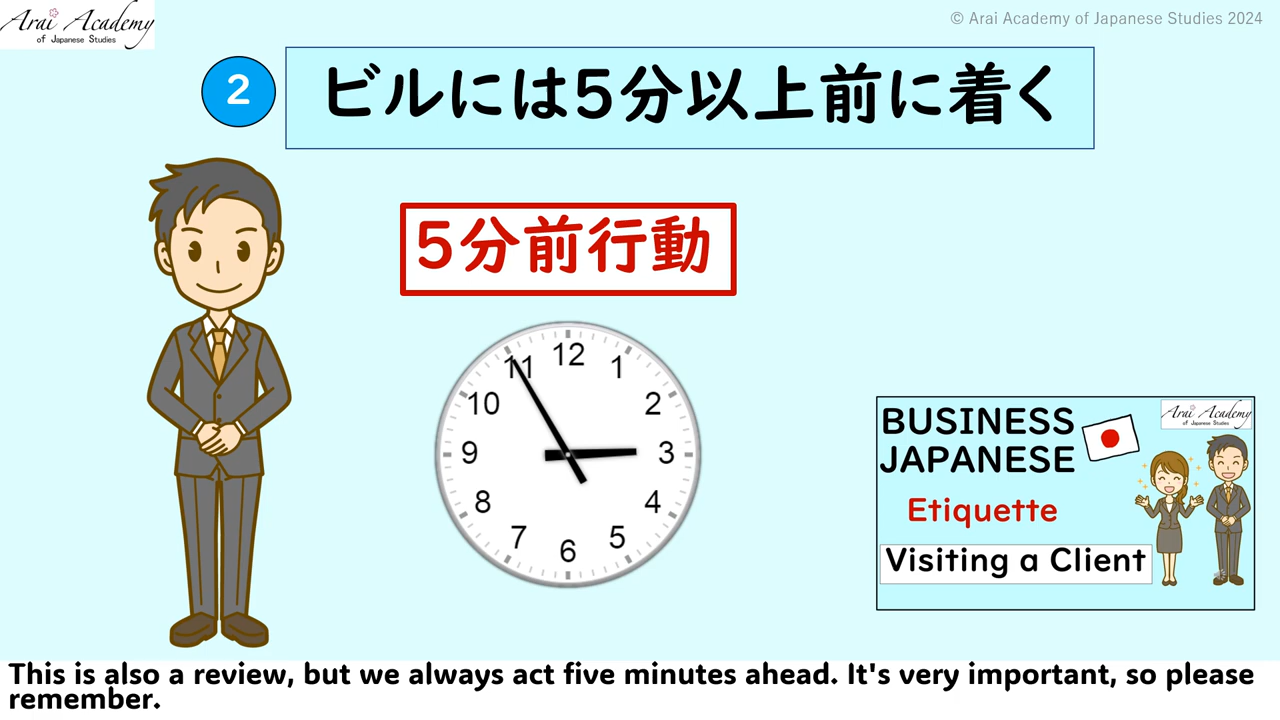 Arai Academy
of Japanese Studies
© Arai Academy of Japanese Studies 2024
2
ビルには5分以上前に着く
5分前行動
12
1
2
3
4
5
6
7
8
9
10
11
BUSINESS
JAPANESE
Etiquette
Visiting a Client
Arai Academy
of Japanese Studies
This is also a review, but we always act five minutes ahead. It's very important, so please
remember.